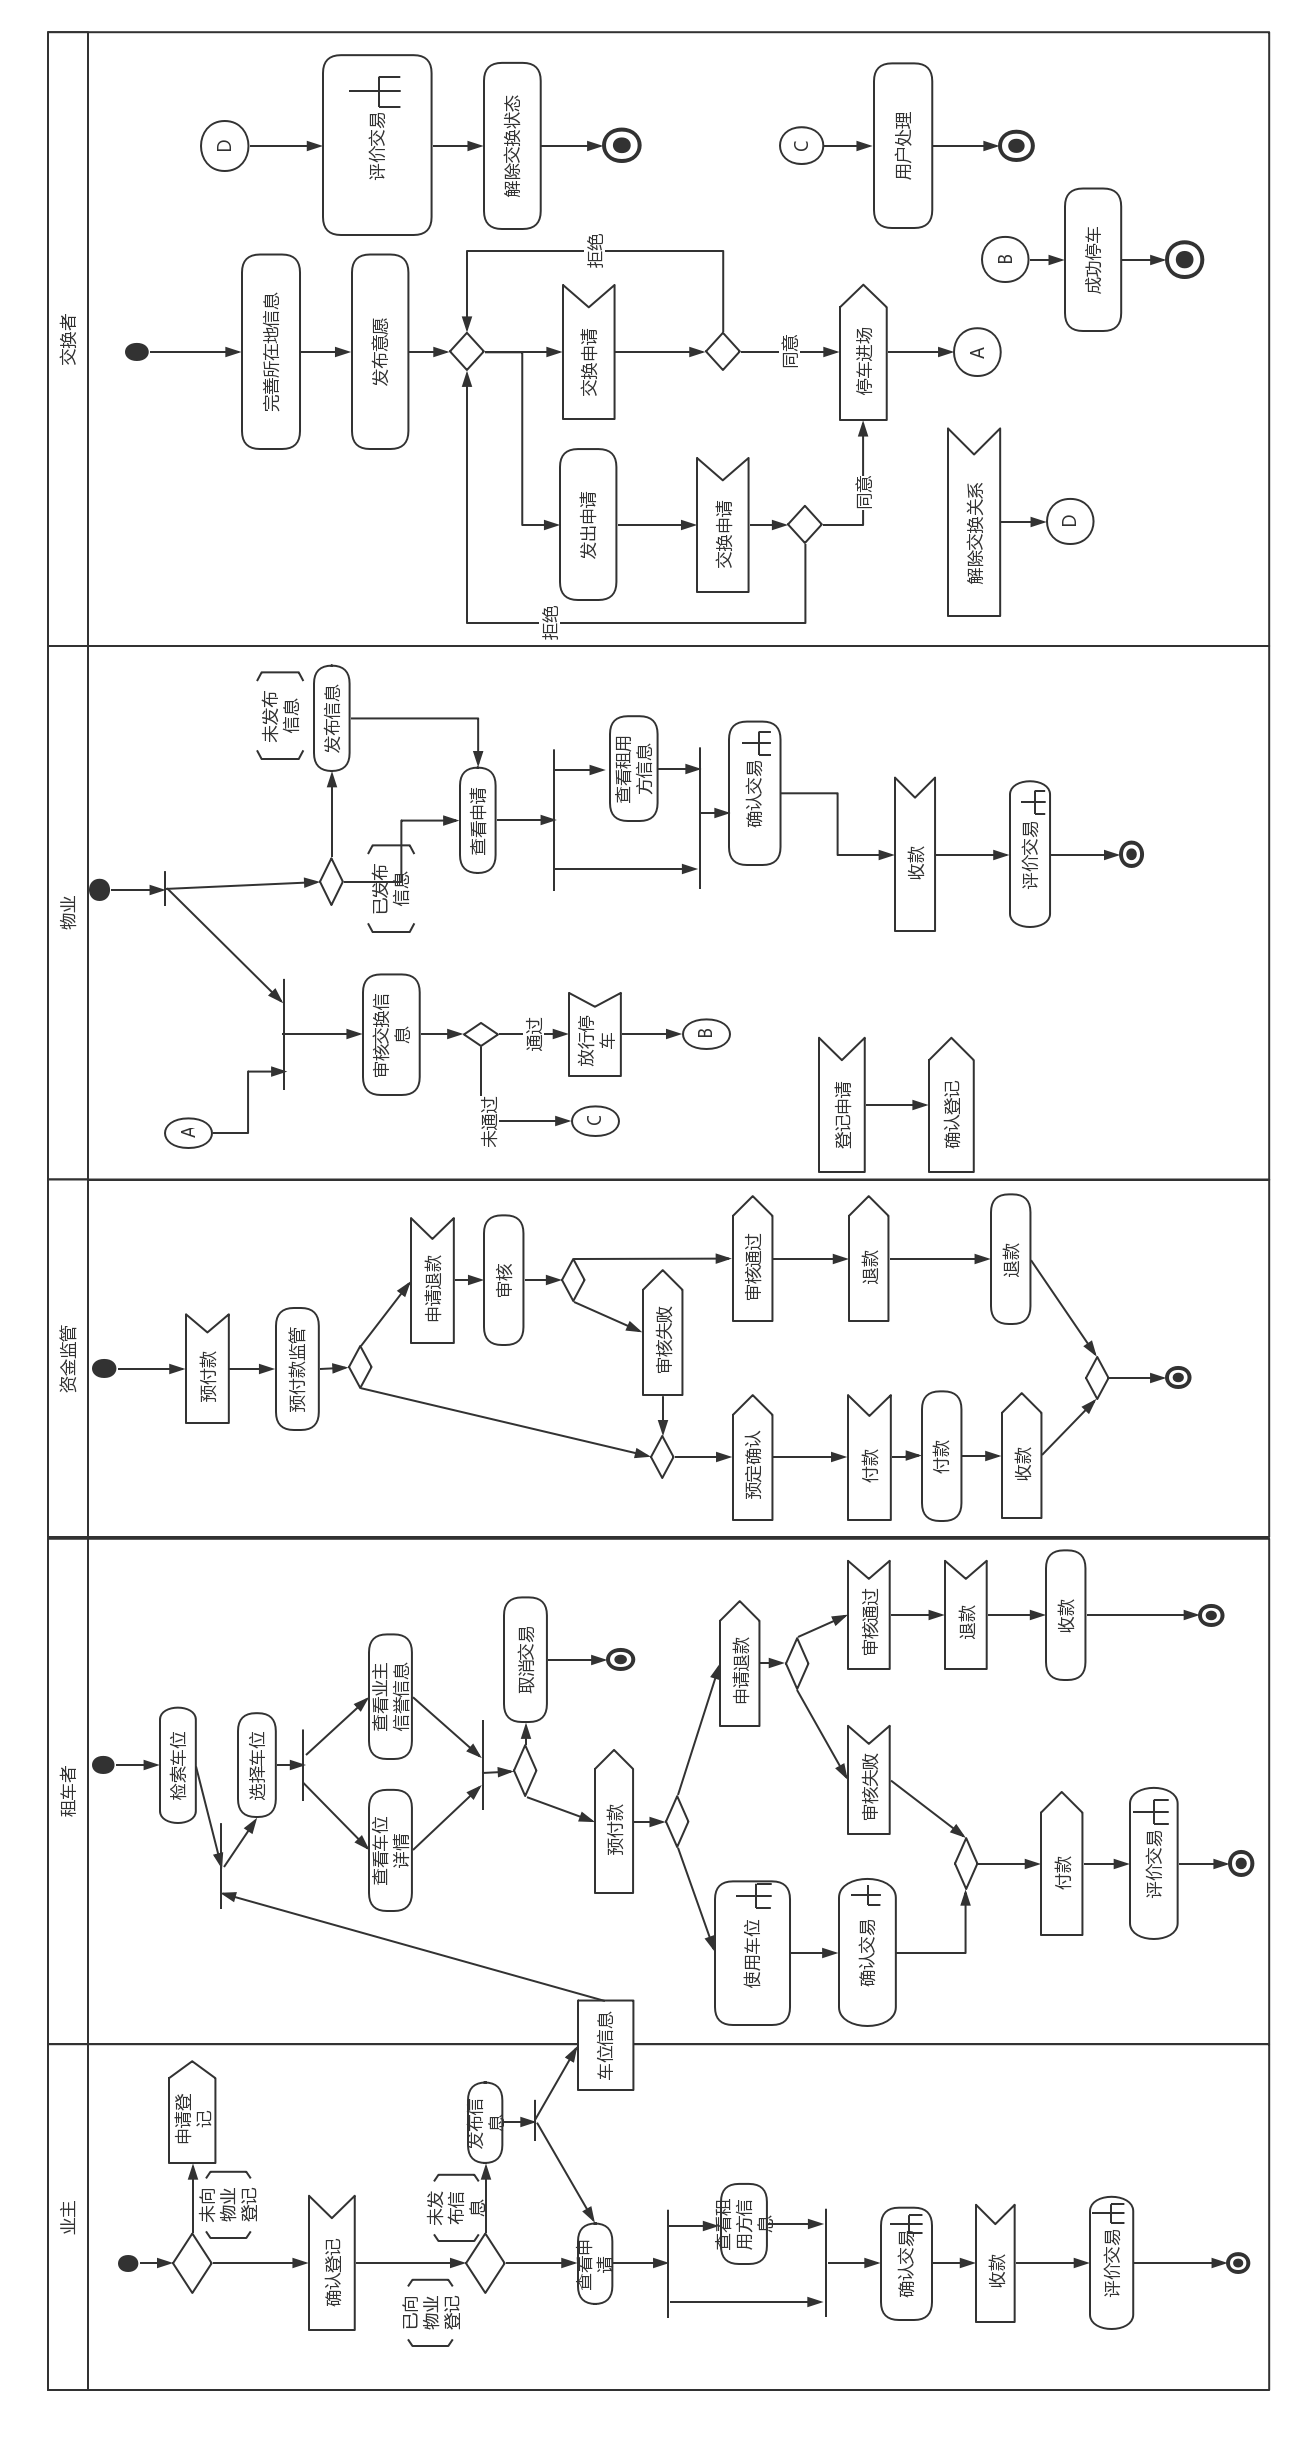 业主
申请登
记
未向
物业
登记
确认登记
已向
物业
登记
未发
布信
息
发布信
息
查看申
请
车位信息
查看租
用方信
息
确认交易
收款
评价交易
租车者
检索车位
选择车位
查看车位
详情
查看业主
信誉信息
取消交易
预付款
使用车位
确认交易
申请退款
审核失败
审核通过
退款
收款
付款
评价交易
资金监管
预付款
预付款监管
申请退款
审核
审核失败
审核通过
退款
退款
预定确认
付款
付款
收款
物业
A
审核交换信
息
通过
未通过
放行停
车
B
C
未发布
信息
发布信息
已发布
信息
查看申请
查看租用
方信息
确认交易
收款
评价交易
登记申请
确认登记
交换者
完善所在地信息
发布意愿
发出申请
交换申请
拒绝
同意
交换申请
拒绝
同意
停车进场
A
解除交换关系
D
D
评价交易
解除交换状态
C
用户处理
B
成功停车